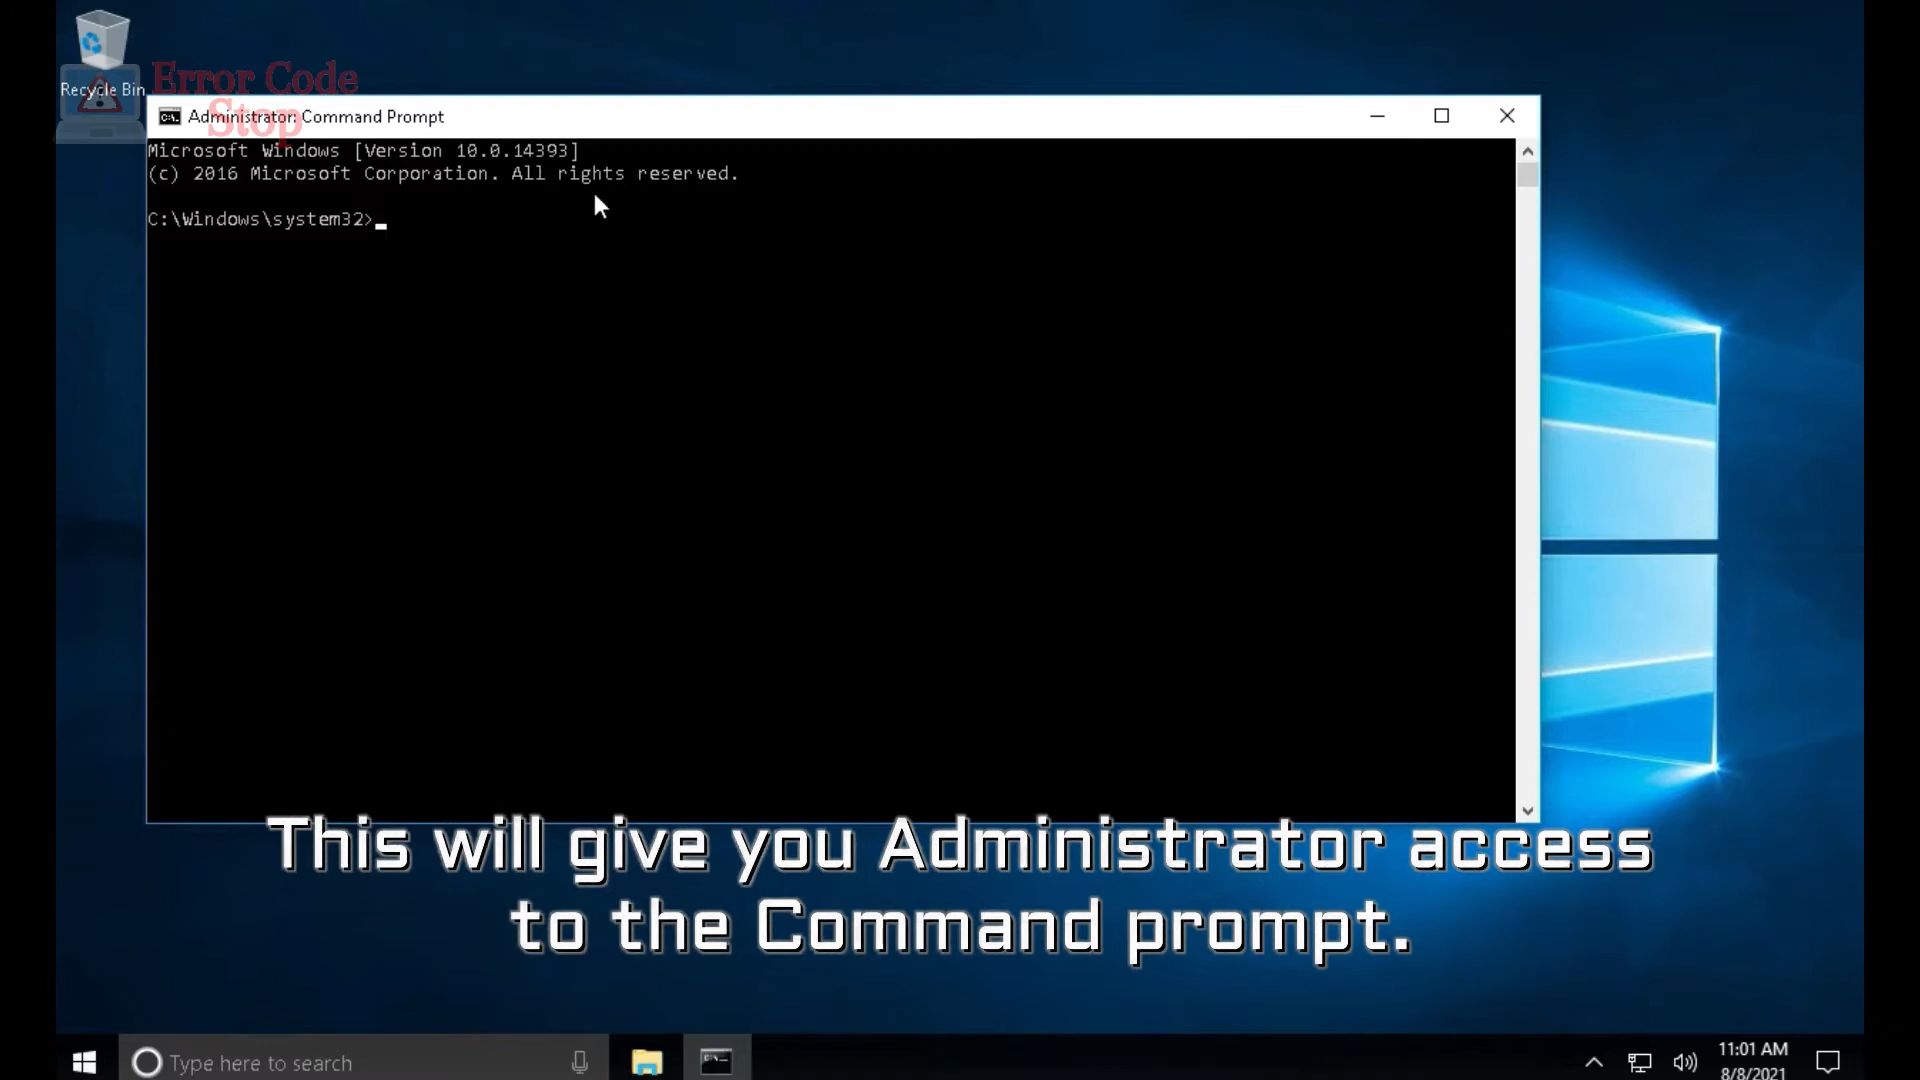 Recycle Bin
Error Code
Stop
Administrator: Command Prompt
Microsoft Windows [Version 10.0.14393]
(c) 2016 Microsoft Corporation. All rights reserved.
C:\Windows\system32>
This will give you Administrator access
to the Command prompt.
Type here to search
11:01 AM
8/8/2021